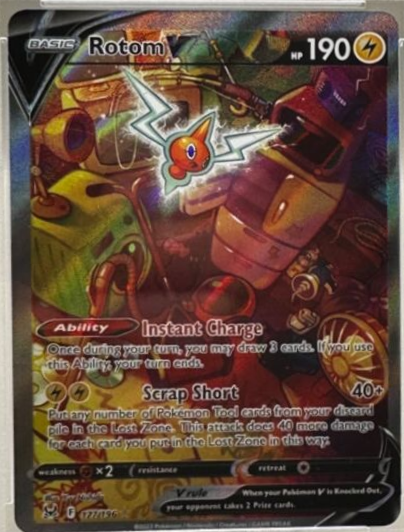 BASIC Rotom V HP 190
Ability Instant Charge
Once during your turn, you may draw 3 cards. If you use
this Ability, your turn ends.
Scrap Short 40+
Put any number of Pokémon Tool cards from your discard
pile in the Lost Zone. This attack does 40 more damage
for each card you put in the Lost Zone in this way.
weakness ×2 resistance retreat
V rule When your Pokémon V is Knocked Out,
your opponent takes 2 Prize cards.
F 177/196